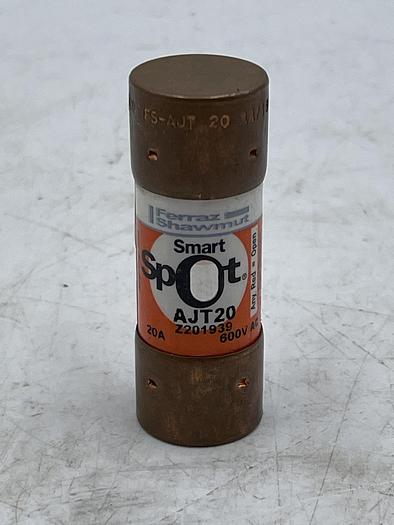 FS-AJT 20
Ferraz
Shawmut
Smart
Spot®
Any Red = Open
AJT20
Z201939
20A
600V AC